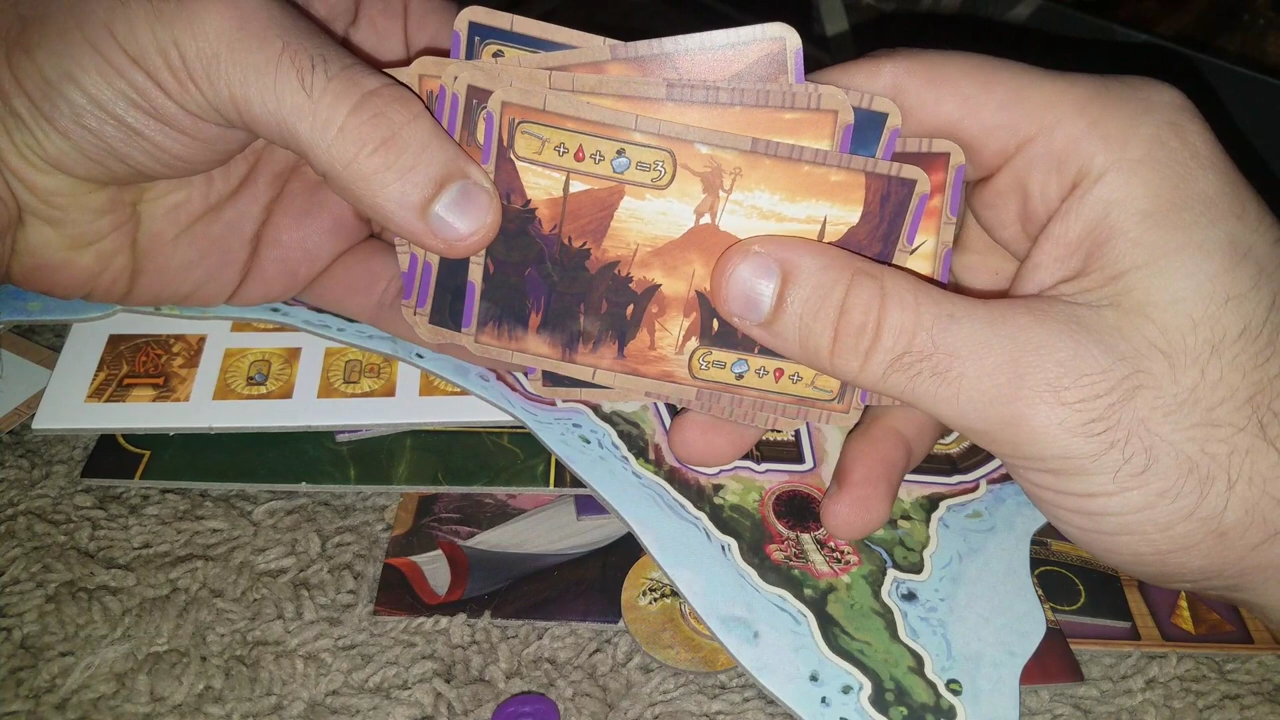 + + =3
3= + +
I